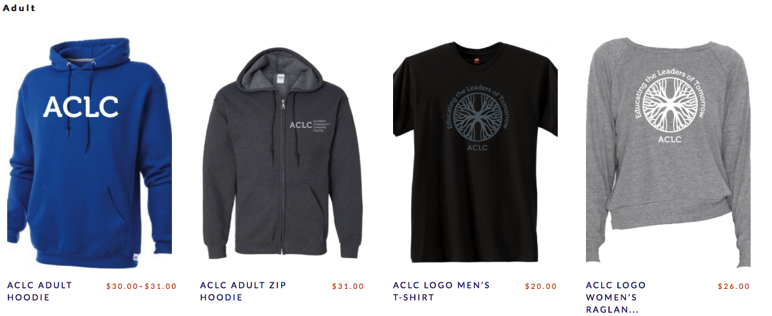 Adult
ACLC
ACLC
Educating the Leaders of Tomorrow
ACLC
Educating the Leaders of Tomorrow
ACLC
ACLC ADULT HOODIE
$30.00–$31.00
ACLC ADULT ZIP HOODIE
$31.00
ACLC LOGO MEN'S T-SHIRT
$20.00
ACLC LOGO WOMEN'S RAGLAN...
$26.00